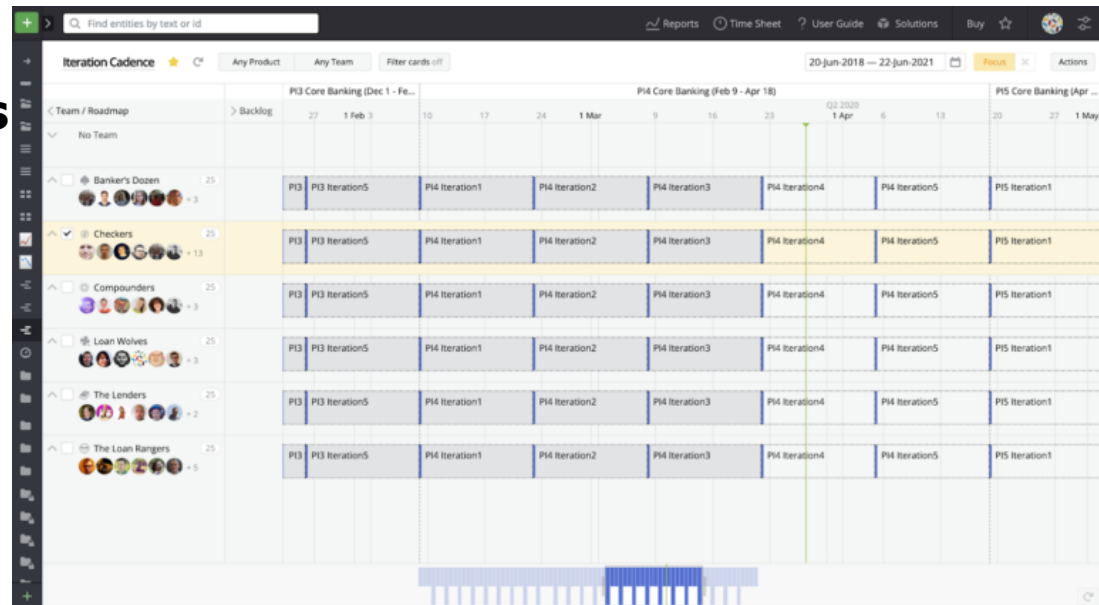 Find entities by text or id
Reports
Time Sheet
User Guide
Solutions
Buy
s
Iteration Cadence
Any Product
Any Team
Filter cards off
20-Jun-2018 — 22-Jun-2021
Focus
Actions
PI3 Core Banking (Dec 1 - Fe...
PI4 Core Banking (Feb 9 - Apr 18)
PI5 Core Banking (Apr ...
Team / Roadmap
Backlog
Q2 2020
27 1 Feb 3 10 17 24 1 Mar 9 16 23 1 Apr 6 13 20 27 1 May
No Team
Banker's Dozen 25
+ 3
PI3 PI3 Iteration5 PI4 Iteration1 PI4 Iteration2 PI4 Iteration3 PI4 Iteration4 PI4 Iteration5 PI5 Iteration1
Checkers 25
+ 13
PI3 PI3 Iteration5 PI4 Iteration1 PI4 Iteration2 PI4 Iteration3 PI4 Iteration4 PI4 Iteration5 PI5 Iteration1
Compounders 25
+ 3
PI3 PI3 Iteration5 PI4 Iteration1 PI4 Iteration2 PI4 Iteration3 PI4 Iteration4 PI4 Iteration5 PI5 Iteration1
Loan Wolves 25
+ 3
PI3 PI3 Iteration5 PI4 Iteration1 PI4 Iteration2 PI4 Iteration3 PI4 Iteration4 PI4 Iteration5 PI5 Iteration1
The Lenders 25
+ 2
PI3 PI3 Iteration5 PI4 Iteration1 PI4 Iteration2 PI4 Iteration3 PI4 Iteration4 PI4 Iteration5 PI5 Iteration1
The Loan Rangers 25
+ 5
PI3 PI3 Iteration5 PI4 Iteration1 PI4 Iteration2 PI4 Iteration3 PI4 Iteration4 PI4 Iteration5 PI5 Iteration1